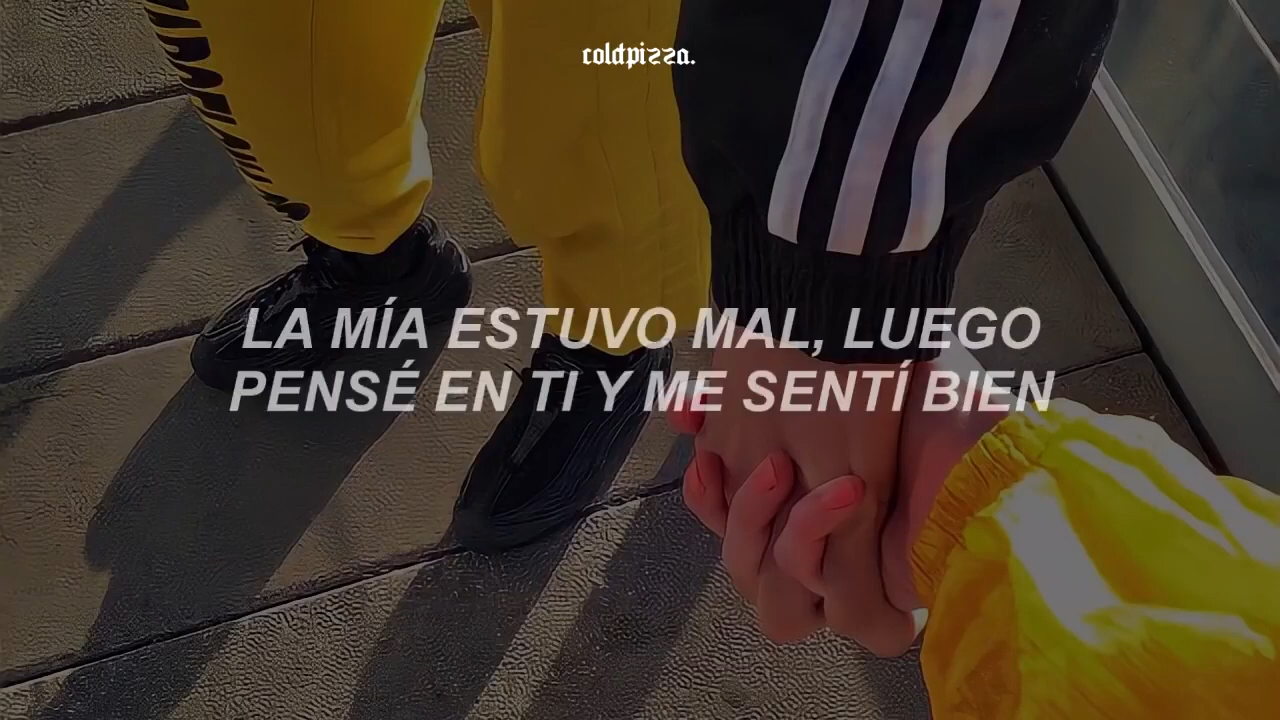 coldpizza.
LA MÍA ESTUVO MAL, LUEGO
PENSÉ EN TI Y ME SENTÍ BIEN